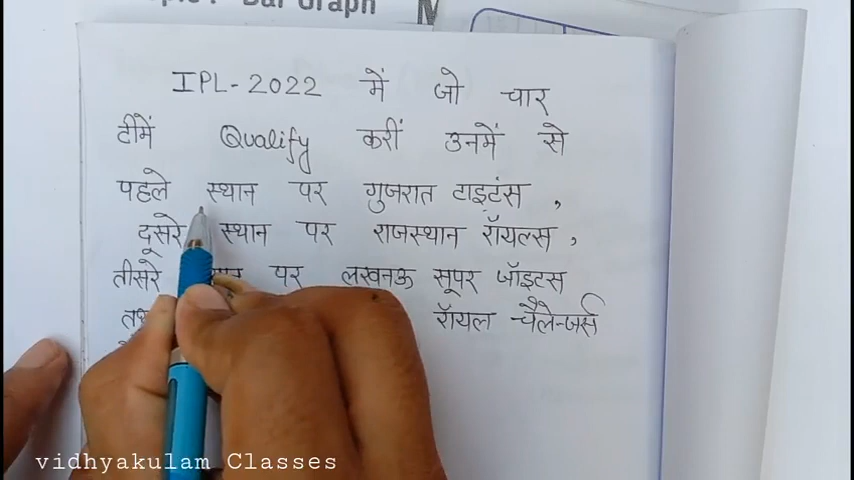 Bar Graph
IPL-2022 में जो चार
टीमें Qualify करीं उनमें से
पहले स्थान पर गुजरात टाइटंस ,
दूसरे स्थान पर राजस्थान रॉयल्स ,
तीसरे पर लखनऊ सूपर जॉइटस
रॉयल चैलेन्जर्स
vidhyakulam Classes